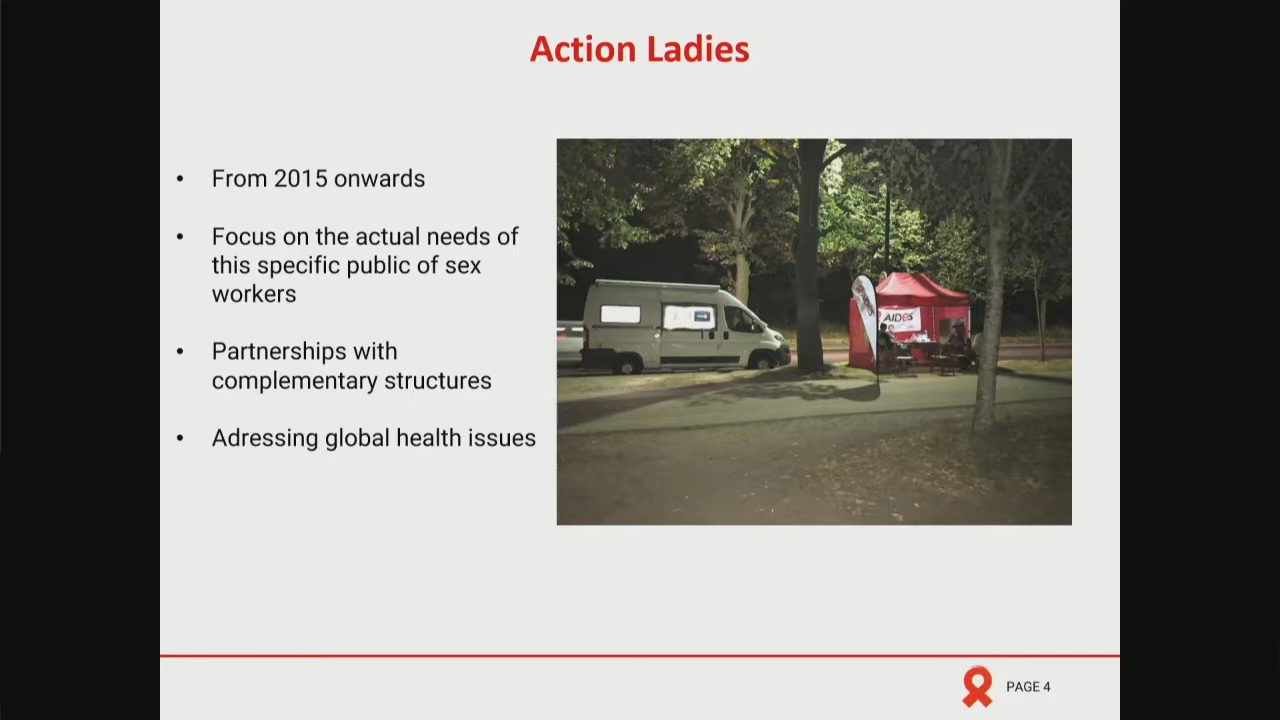 Action Ladies
• From 2015 onwards
• Focus on the actual needs of
this specific public of sex
workers
• Partnerships with
complementary structures
• Adressing global health issues
AIDES
PAGE 4